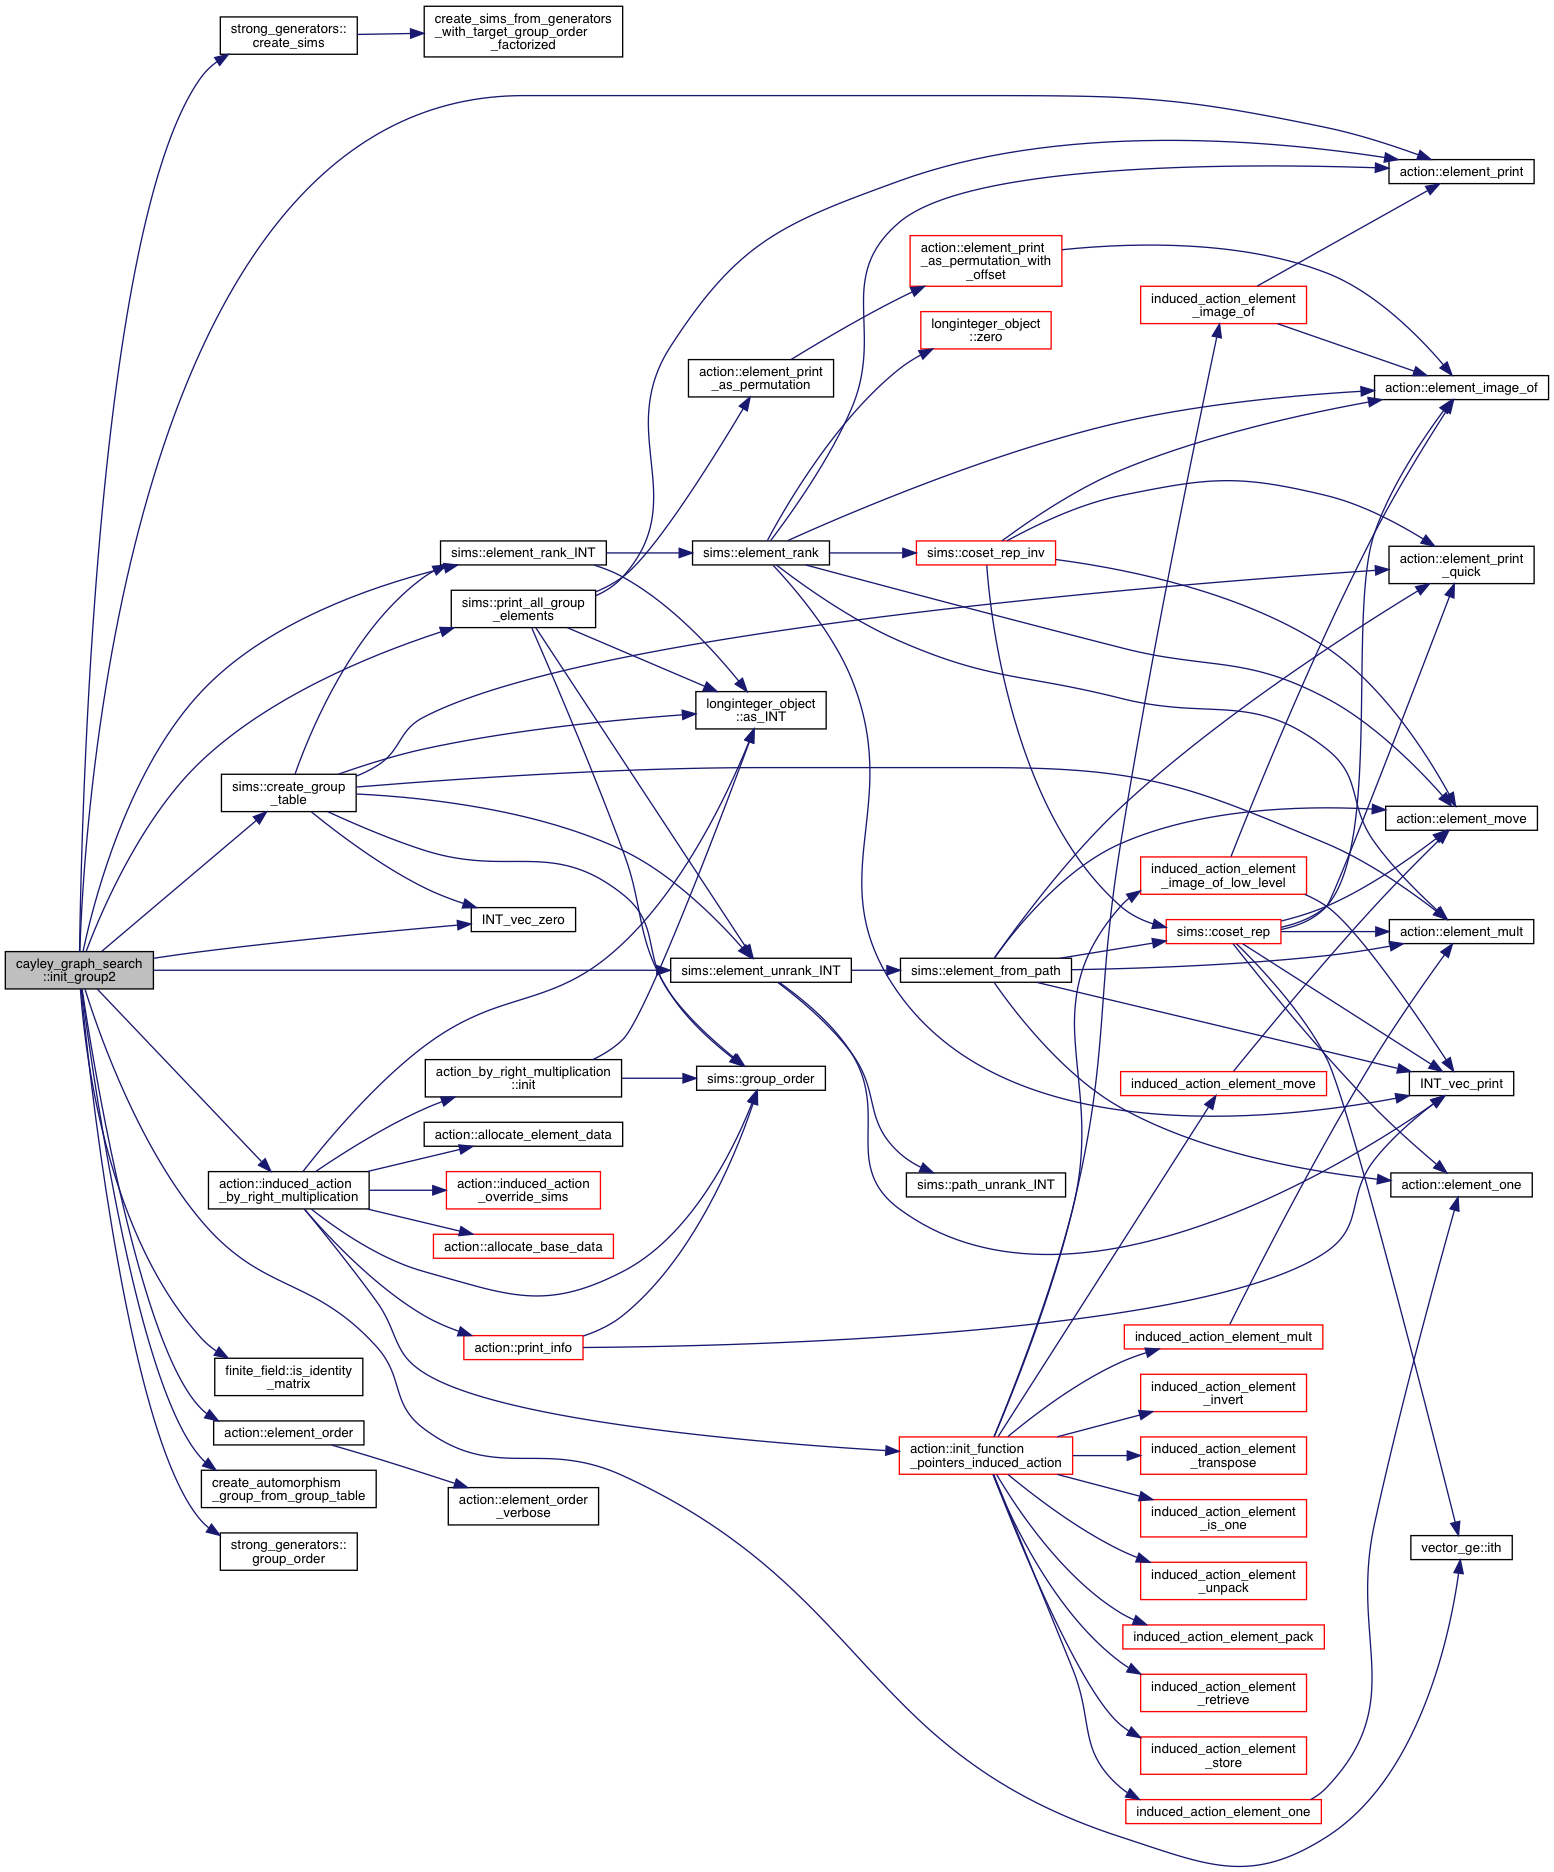 strong_generators::
create_sims
create_sims_from_generators
_with_target_group_order
_factorized
action::element_print
action::element_print
_as_permutation_with
_offset
induced_action_element
_image_of
longinteger_object
::zero
action::element_print
_as_permutation
action::element_image_of
sims::element_rank_INT
sims::element_rank
sims::coset_rep_inv
action::element_print
_quick
sims::print_all_group
_elements
longinteger_object
::as_INT
sims::create_group
_table
action::element_move
induced_action_element
_image_of_low_level
INT_vec_zero
sims::coset_rep
action::element_mult
cayley_graph_search
::init_group2
sims::element_unrank_INT
sims::element_from_path
action_by_right_multiplication
::init
sims::group_order
induced_action_element_move
INT_vec_print
action::allocate_element_data
action::induced_action
_by_right_multiplication
action::induced_action
_override_sims
sims::path_unrank_INT
action::element_one
action::allocate_base_data
action::print_info
induced_action_element_mult
finite_field::is_identity
_matrix
induced_action_element
_invert
action::element_order
action::init_function
_pointers_induced_action
induced_action_element
_transpose
create_automorphism
_group_from_group_table
action::element_order
_verbose
induced_action_element
_is_one
strong_generators::
group_order
vector_ge::ith
induced_action_element
_unpack
induced_action_element_pack
induced_action_element
_retrieve
induced_action_element
_store
induced_action_element_one